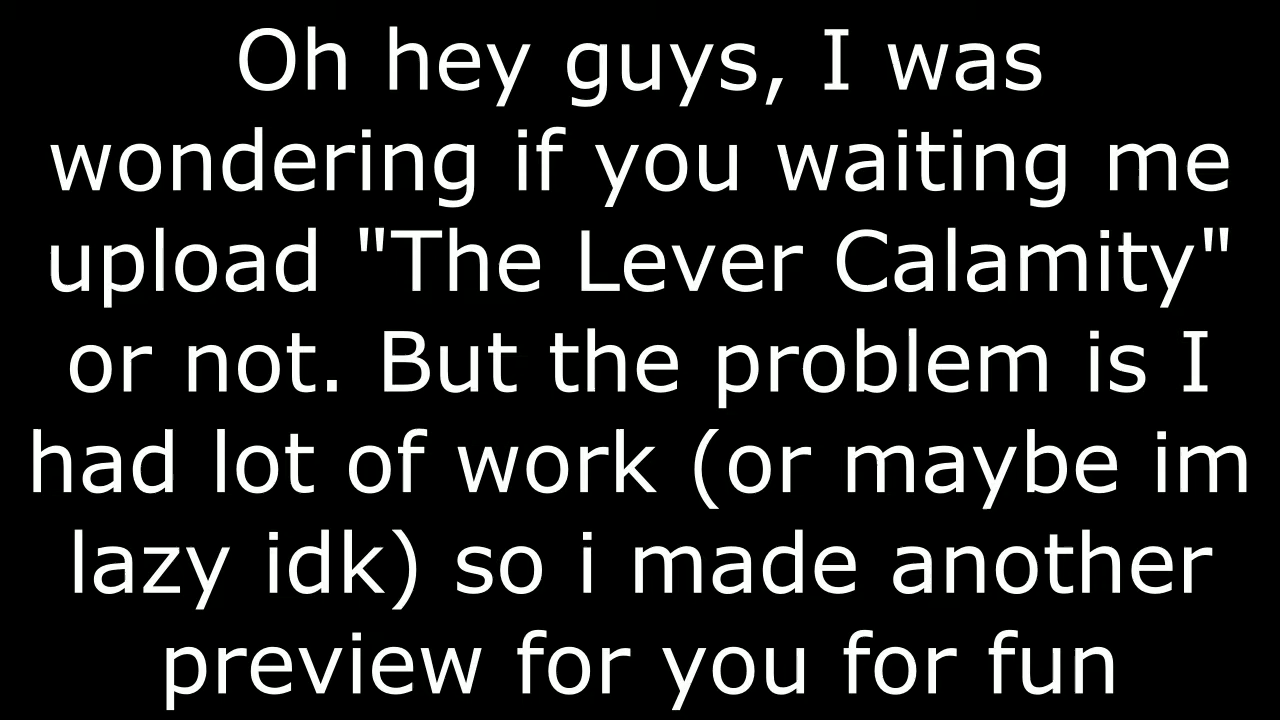 Oh hey guys, I was
wondering if you waiting me
upload "The Lever Calamity"
or not. But the problem is I
had lot of work (or maybe im
lazy idk) so i made another
preview for you for fun